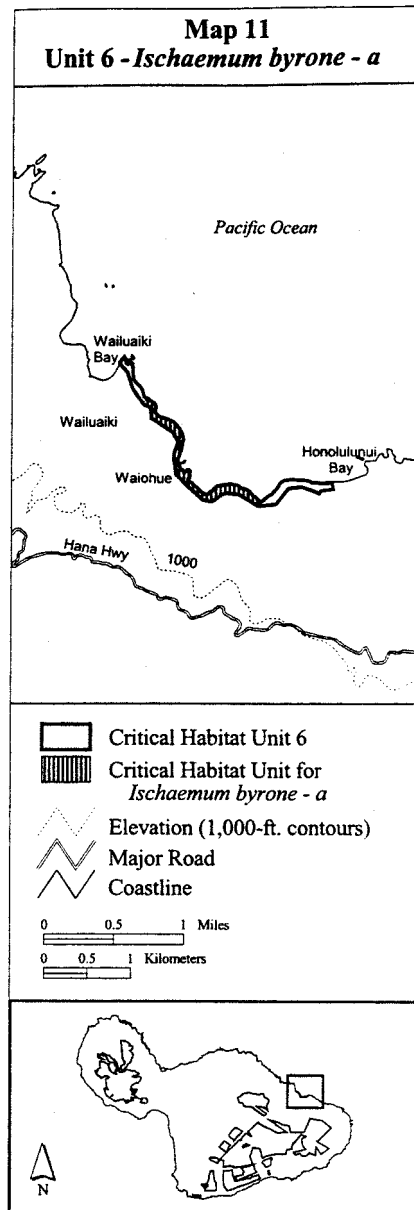 Map 11
Unit 6 - Ischaemum byrone - a
Pacific Ocean
Wailuaiki
Bay
Wailuaiki
Honolulunui
Bay
Waiohue
1000
Hana Hwy
Critical Habitat Unit 6
Critical Habitat Unit for
Ischaemum byrone - a
Elevation (1,000-ft. contours)
Major Road
Coastline
0 0.5 1 Miles
0 0.5 1 Kilometers
N